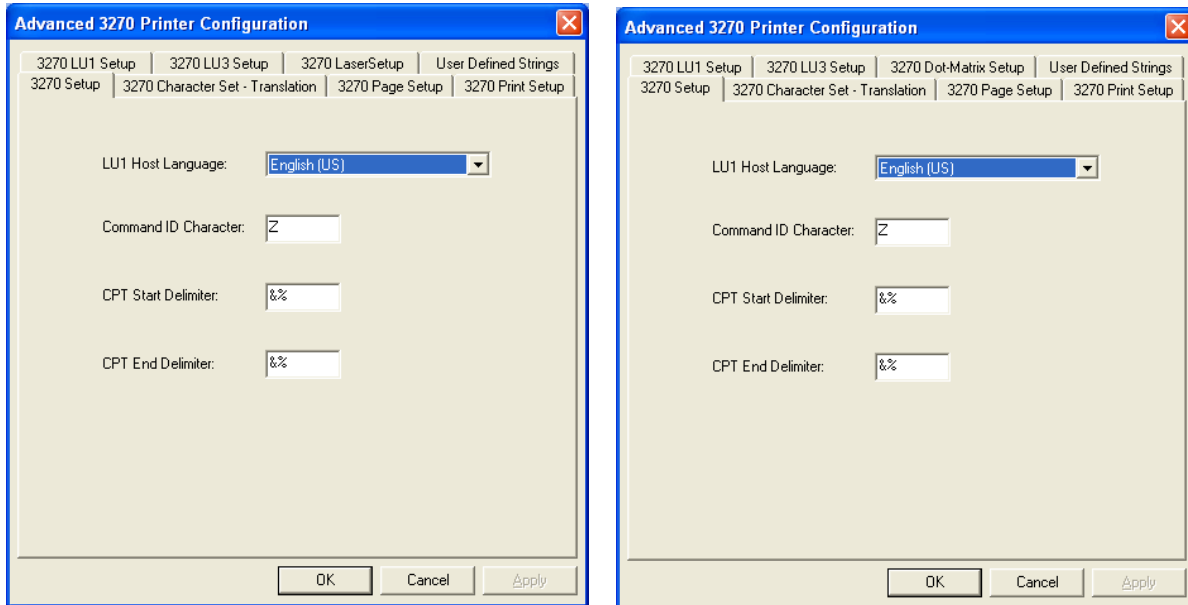 Advanced 3270 Printer Configuration
3270 LU1 Setup 3270 LU3 Setup 3270 LaserSetup User Defined Strings
3270 Setup 3270 Character Set - Translation 3270 Page Setup 3270 Print Setup
LU1 Host Language: English (US)
Command ID Character: Z
CPT Start Delimiter: &%
CPT End Delimiter: &%
OK Cancel Apply
Advanced 3270 Printer Configuration
3270 LU1 Setup 3270 LU3 Setup 3270 Dot-Matrix Setup User Defined Strings
3270 Setup 3270 Character Set - Translation 3270 Page Setup 3270 Print Setup
LU1 Host Language: English (US)
Command ID Character: Z
CPT Start Delimiter: &%
CPT End Delimiter: &%
OK Cancel Apply